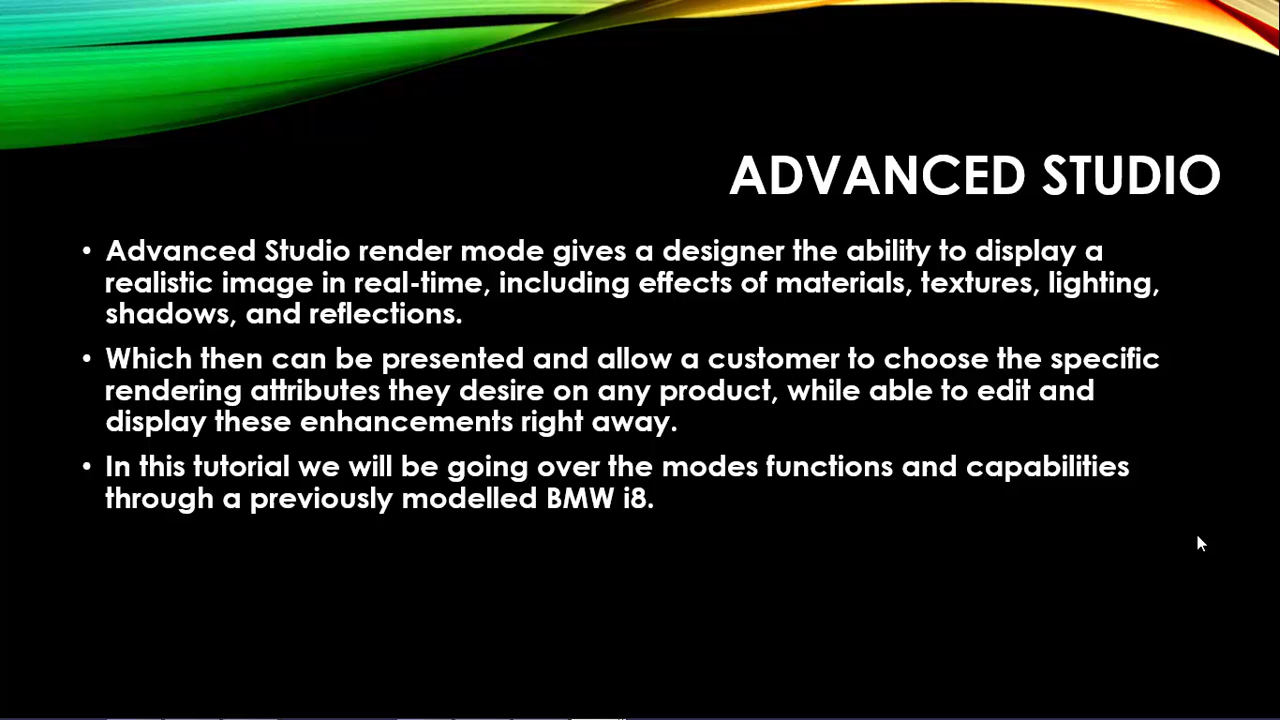 ADVANCED STUDIO
• Advanced Studio render mode gives a designer the ability to display a
realistic image in real-time, including effects of materials, textures, lighting,
shadows, and reflections.
• Which then can be presented and allow a customer to choose the specific
rendering attributes they desire on any product, while able to edit and
display these enhancements right away.
• In this tutorial we will be going over the modes functions and capabilities
through a previously modelled BMW i8.